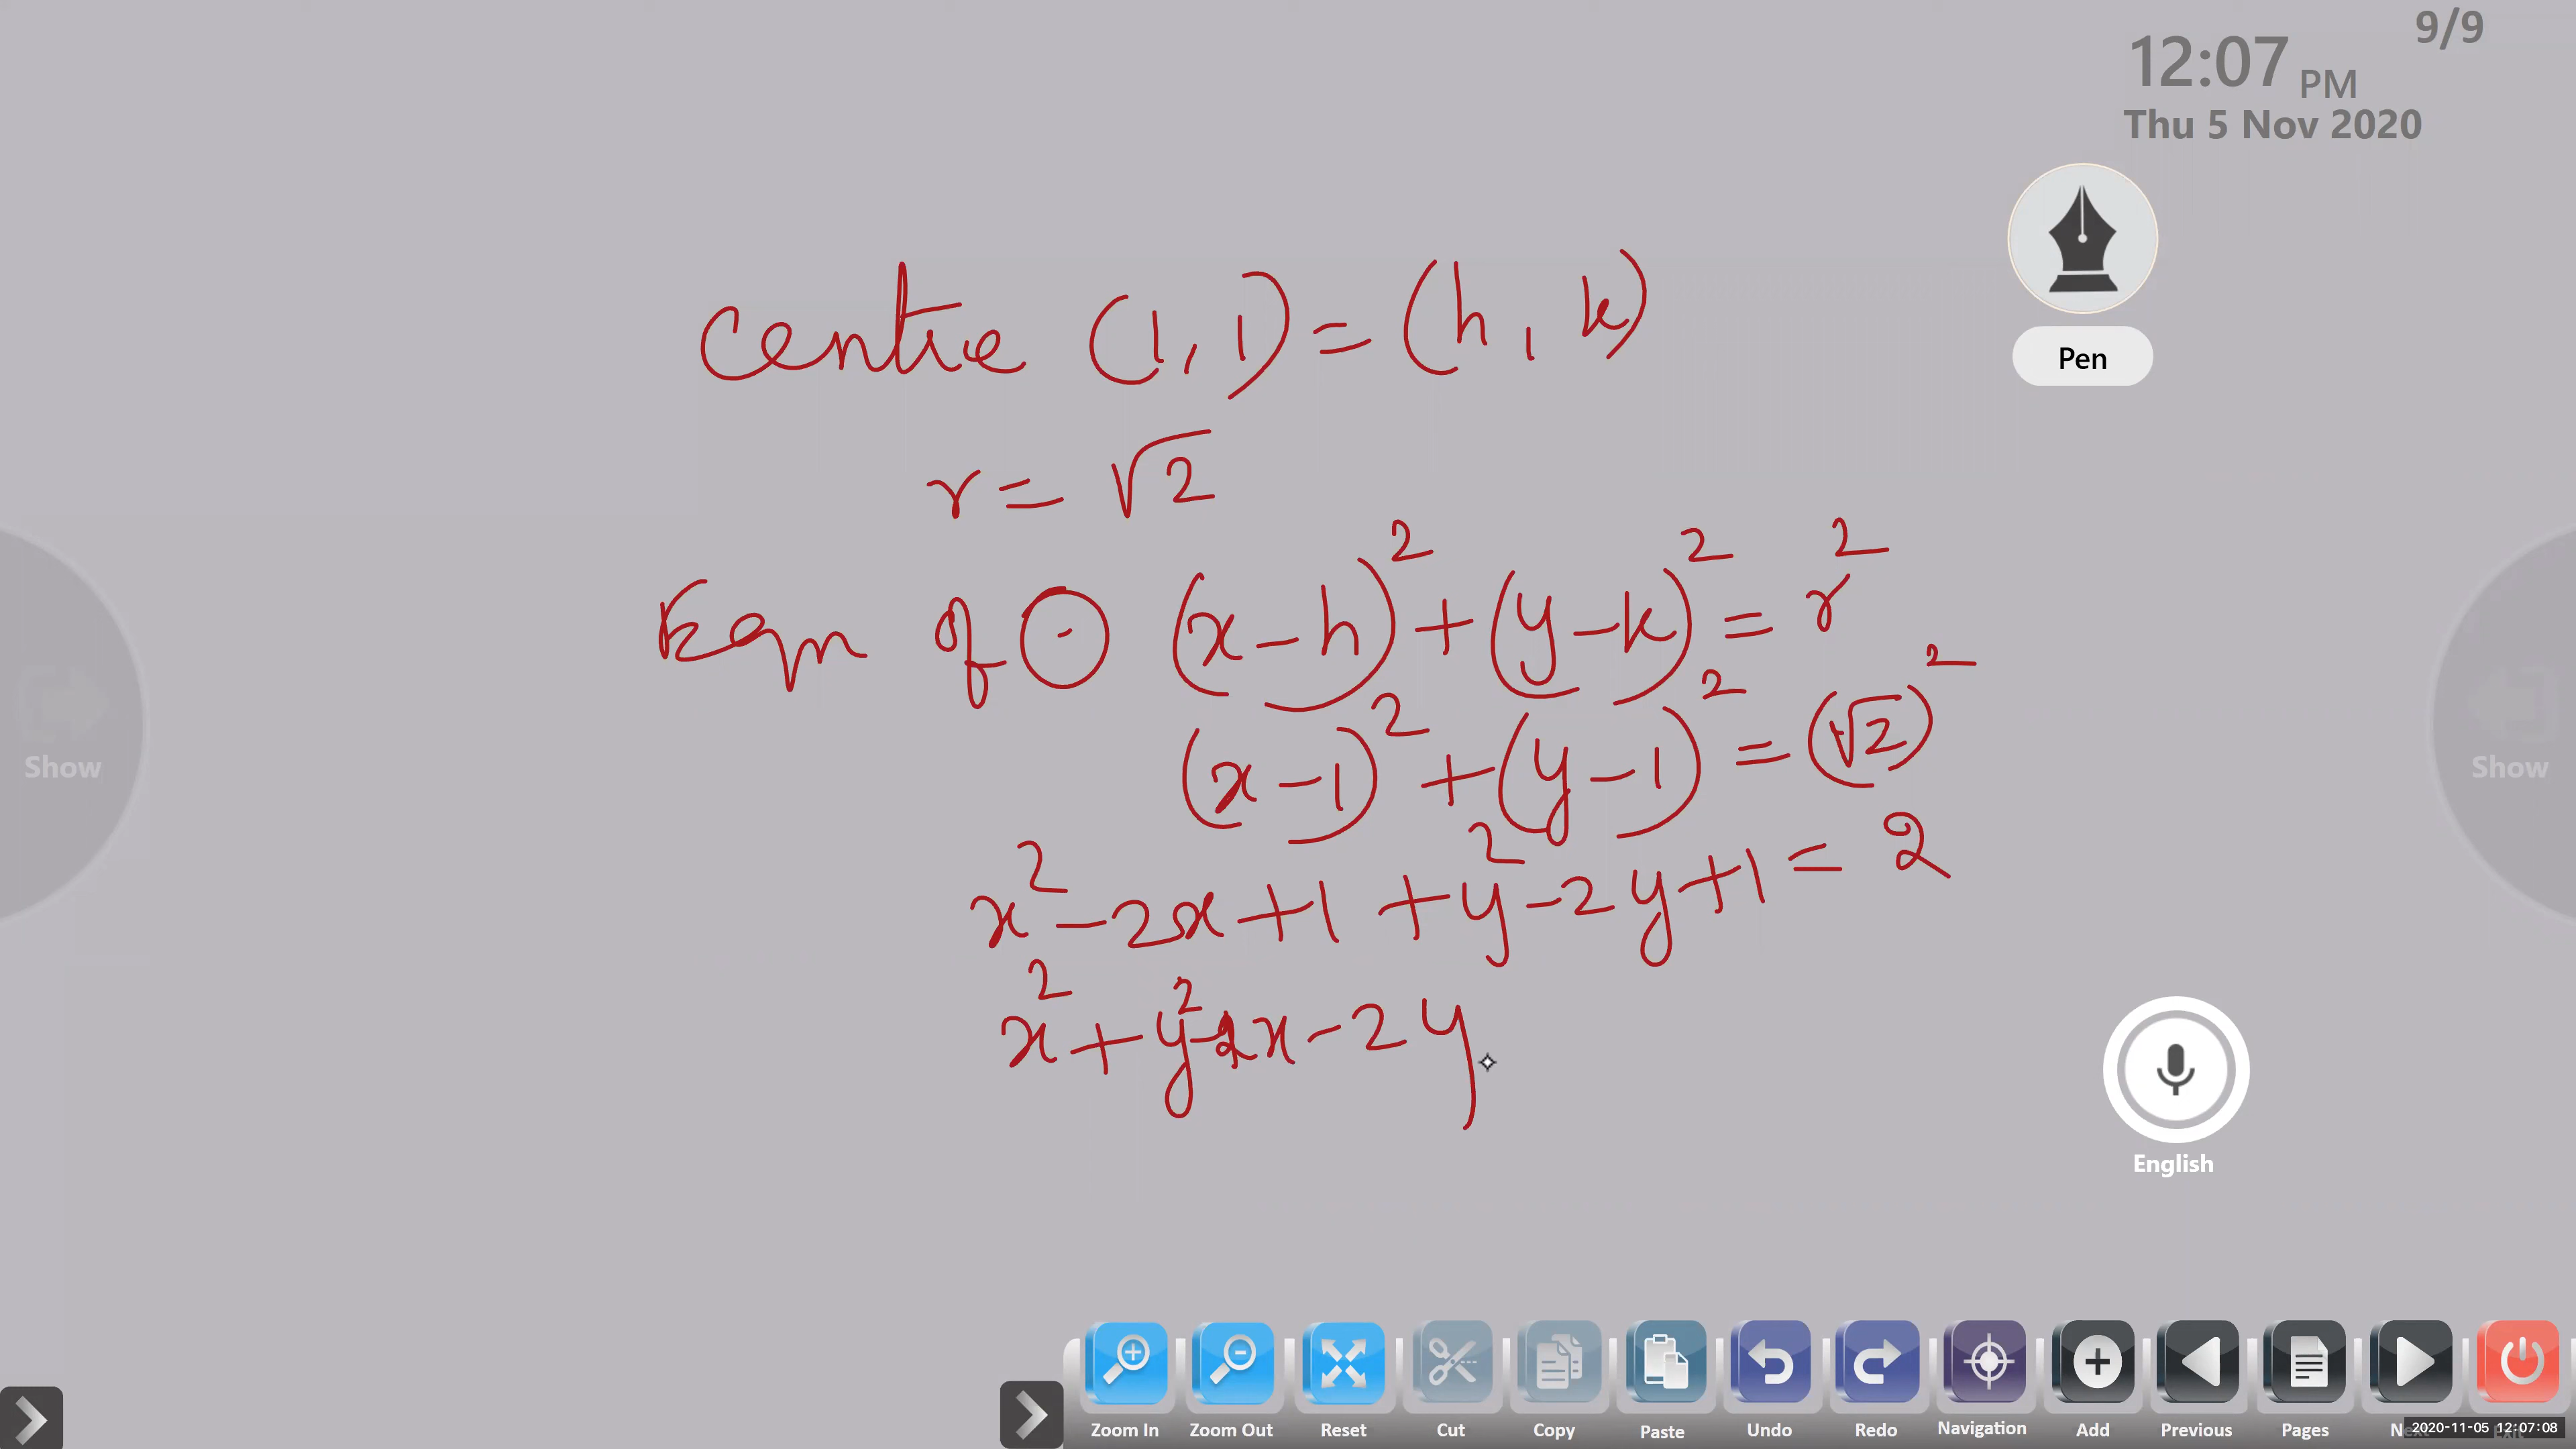 9/9
12:07 PM
Thu 5 Nov 2020
Pen
centre (1, 1) = (h, k)
r = √2
Eqn of ⊙ (x - h)² + (y - k)² = r²
(x - 1)² + (y - 1)² = (√2)²
x² - 2x + 1 + y² - 2y + 1 = 2
x² + y² - 2x - 2y
Show
Show
English
Zoom In Zoom Out Reset Cut Copy Paste Undo Redo Navigation Add Previous Pages
2020-11-05 12:07:08